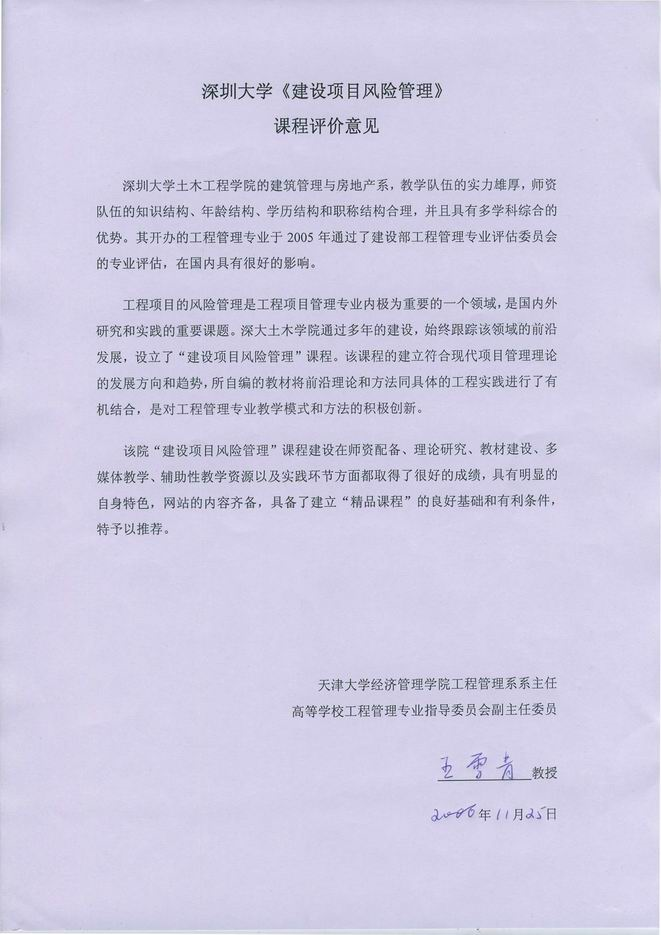 深圳大学《建设项目风险管理》
课程评价意见
深圳大学土木工程学院的建筑管理与房地产系，教学队伍的实力雄厚，师资
队伍的知识结构、年龄结构、学历结构和职称结构合理，并且具有多学科综合的
优势。其开办的工程管理专业于 2005 年通过了建设部工程管理专业评估委员会
的专业评估，在国内具有很好的影响。
工程项目的风险管理是工程项目管理专业内极为重要的一个领域，是国内外
研究和实践的重要课题。深大土木学院通过多年的建设，始终跟踪该领域的前沿
发展，设立了“建设项目风险管理”课程。该课程的建立符合现代项目管理理论
的发展方向和趋势，所自编的教材将前沿理论和方法同具体的工程实践进行了有
机结合，是对工程管理专业教学模式和方法的积极创新。
该院“建设项目风险管理”课程建设在师资配备、理论研究、教材建设、多
媒体教学、辅助性教学资源以及实践环节方面都取得了很好的成绩，具有明显的
自身特色，网站的内容齐备，具备了建立“精品课程”的良好基础和有利条件，
特予以推荐。
天津大学经济管理学院工程管理系系主任
高等学校工程管理专业指导委员会副主任委员
王雪青 教授
2006年11月25日